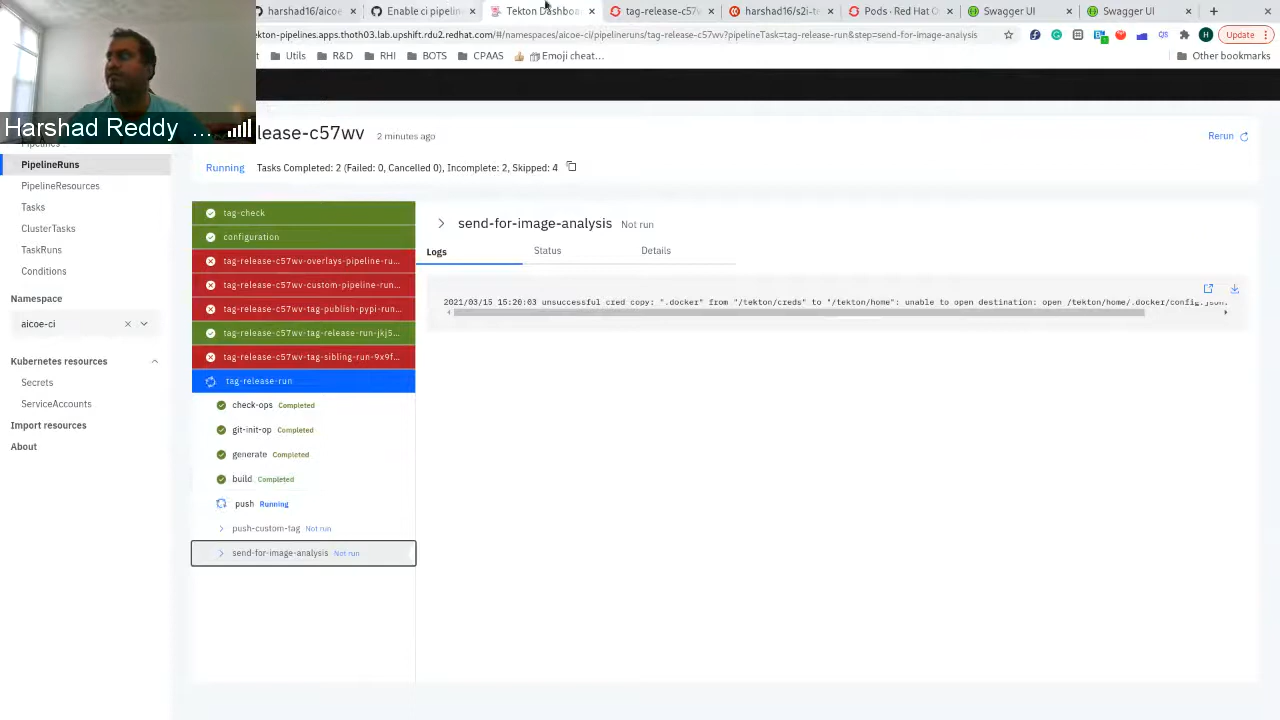 harshad16/aicoe
Enable ci pipelin
Tekton Dashboa
tag-release-c57w
harshad16/s2i-tr
Pods · Red Hat O
Swagger UI
Swagger UI
ekton-pipelines.apps.thoth03.lab.upshift.rdu2.redhat.com/#/namespaces/aicoe-ci/pipelineruns/tag-release-c57wv?pipelineTask=tag-release-run&step=send-for-image-analysis
H
Update
Utils
R&D
RHI
BOTS
CPAAS
Emoji cheat…
Other bookmarks
Harshad Reddy ...
lease-c57wv
2 minutes ago
Rerun
Running
Tasks Completed: 2 (Failed: 0, Cancelled 0), Incomplete: 2, Skipped: 4
Pipelines
PipelineRuns
PipelineResources
Tasks
ClusterTasks
TaskRuns
Conditions
Namespace
aicoe-ci
Kubernetes resources
Secrets
ServiceAccounts
Import resources
About
tag-check
configuration
tag-release-c57wv-overlays-pipeline-ru...
tag-release-c57wv-custom-pipeline-run...
tag-release-c57wv-tag-publish-pypi-run...
tag-release-c57wv-tag-release-run-jkj5...
tag-release-c57wv-tag-sibling-run-9x9f...
tag-release-run
check-ops Completed
git-init-op Completed
generate Completed
build Completed
push Running
push-custom-tag Not run
send-for-image-analysis Not run
send-for-image-analysis Not run
Logs
Status
Details
2021/03/15 15:20:03 unsuccessful cred copy: ".docker" from "/tekton/creds" to "/tekton/home": unable to open destination: open /tekton/home/.docker/config.json.